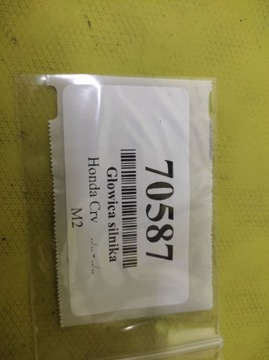 70587
Głowica silnika
Honda Crv ../.. - ../..
M2